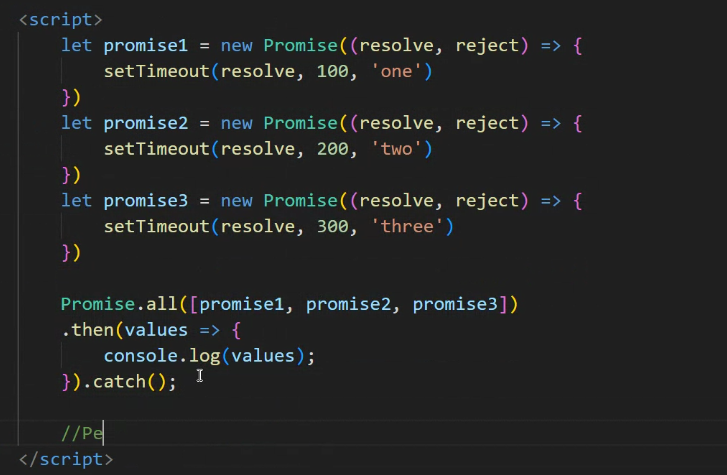 <script>
let promise1 = new Promise((resolve, reject) => {
setTimeout(resolve, 100, 'one')
})
let promise2 = new Promise((resolve, reject) => {
setTimeout(resolve, 200, 'two')
})
let promise3 = new Promise((resolve, reject) => {
setTimeout(resolve, 300, 'three')
})
Promise.all([promise1, promise2, promise3])
.then(values => {
console.log(values);
}).catch();
//Pe
</script>